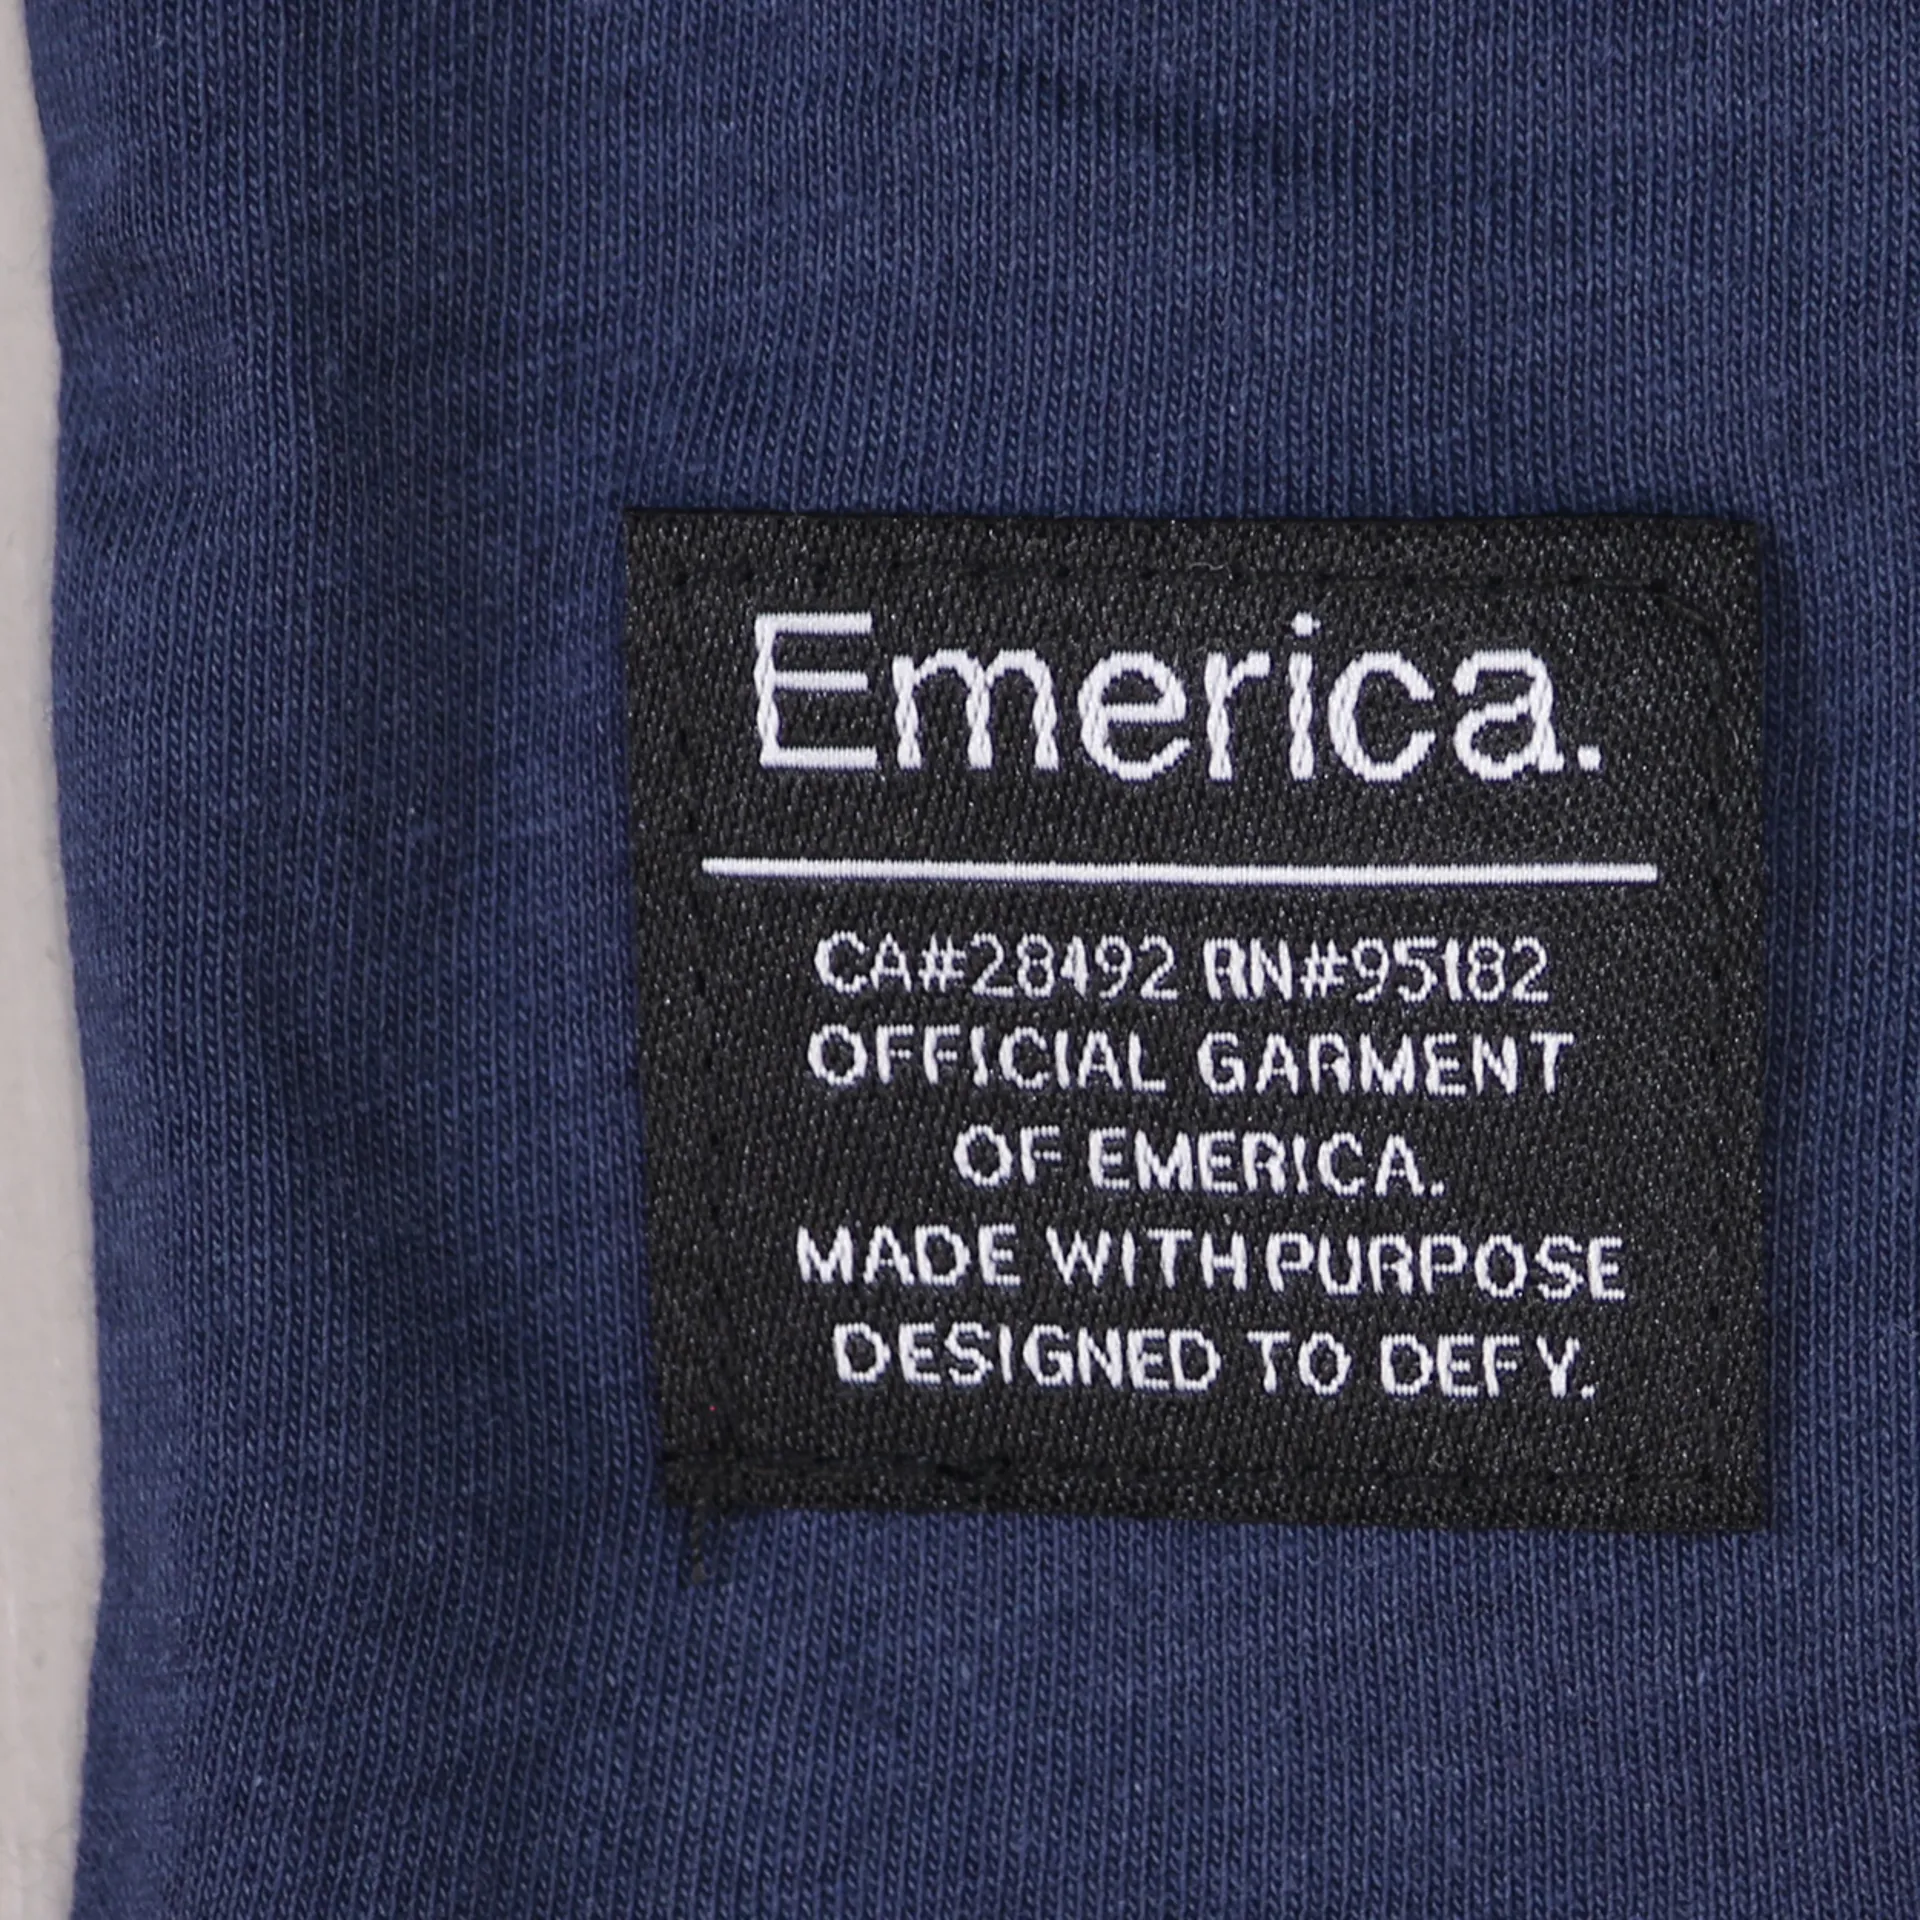 Emerica.
CA#28492 RN#95182
OFFICIAL GARMENT
OF EMERICA.
MADE WITH PURPOSE
DESIGNED TO DEFY.